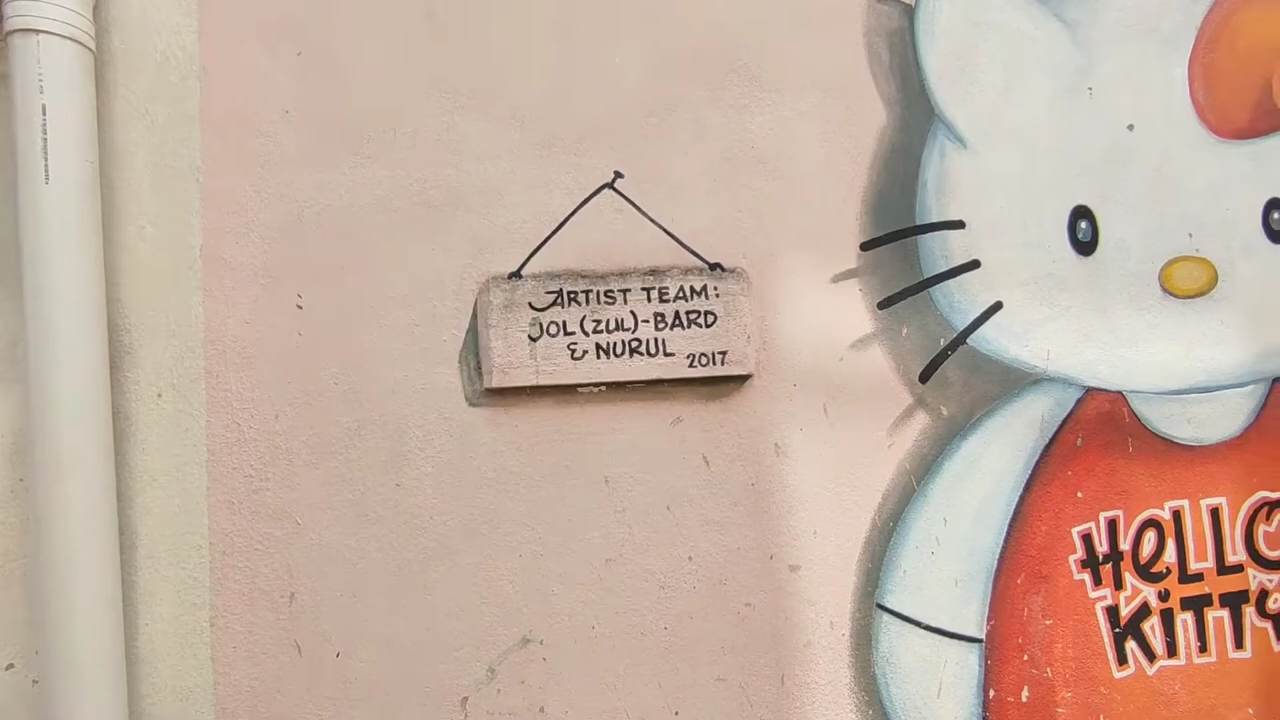 ARTIST TEAM:
JOL (ZUL)-BARD
& NURUL
2017
HELLO
KITTY